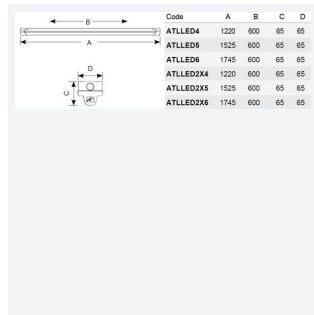 B
A
D
C
Code A B C D
ATLLED4 1220 600 65 65
ATLLED5 1525 600 65 65
ATLLED6 1745 600 65 65
ATLLED2X4 1220 600 65 65
ATLLED2X5 1525 600 65 65
ATLLED2X6 1745 600 65 65